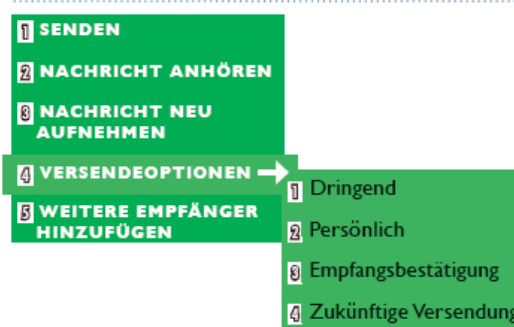 1 SENDEN
2 NACHRICHT ANHÖREN
3 NACHRICHT NEU
AUFNEHMEN
4 VERSENDEOPTIONEN
5 WEITERE EMPFÄNGER
HINZUFÜGEN
1 Dringend
2 Persönlich
3 Empfangsbestätigung
4 Zukünftige Versendung